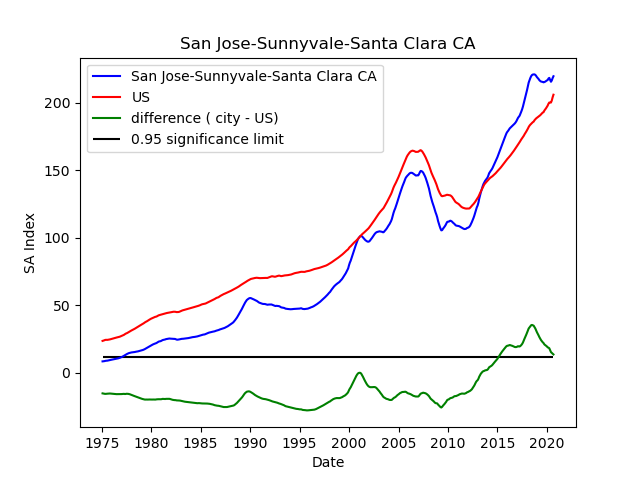 San Jose-Sunnyvale-Santa Clara CA
San Jose-Sunnyvale-Santa Clara CA
US
difference ( city - US)
0.95 significance limit
SA Index
200
150
100
50
0
1975 1980 1985 1990 1995 2000 2005 2010 2015 2020
Date